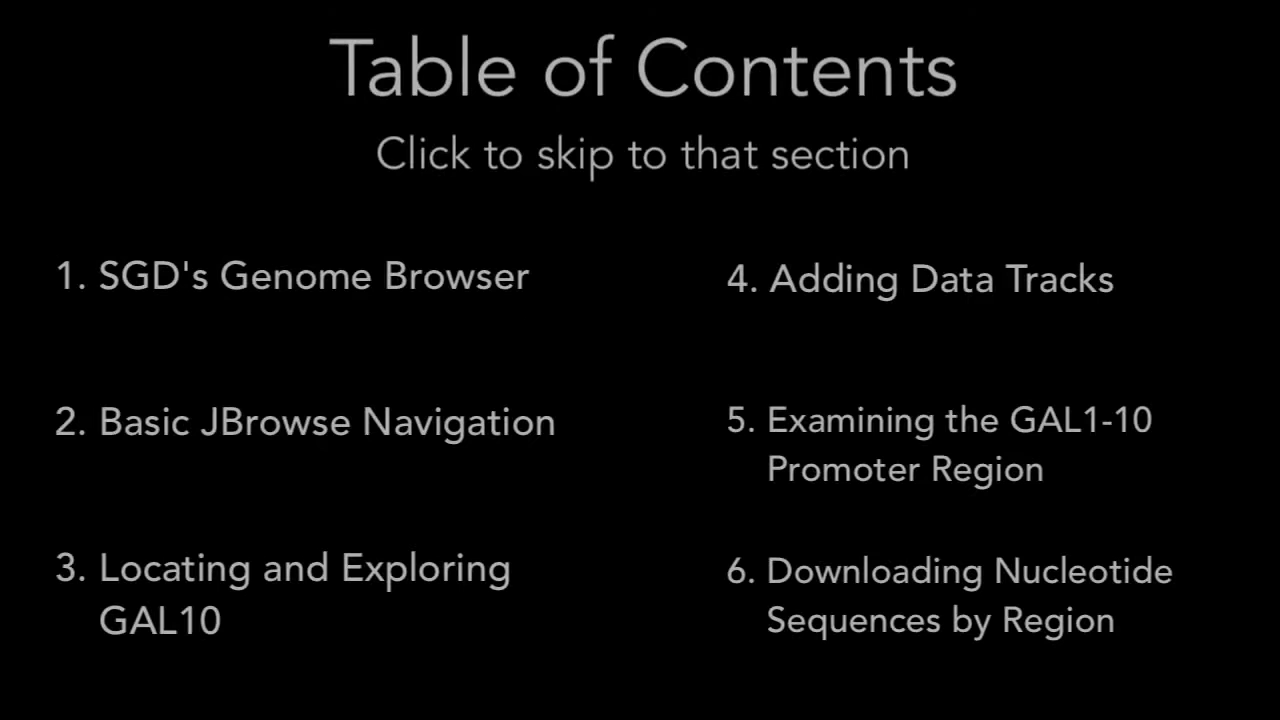 Table of Contents
Click to skip to that section
1. SGD's Genome Browser
2. Basic JBrowse Navigation
3. Locating and Exploring
GAL10
4. Adding Data Tracks
5. Examining the GAL1-10
Promoter Region
6. Downloading Nucleotide
Sequences by Region